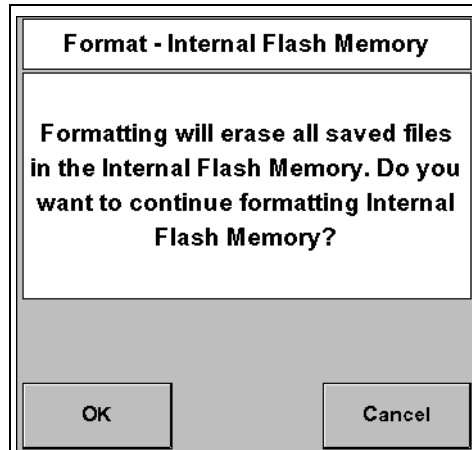 Format - Internal Flash Memory
Formatting will erase all saved files
in the Internal Flash Memory. Do you
want to continue formatting Internal
Flash Memory?
OK
Cancel